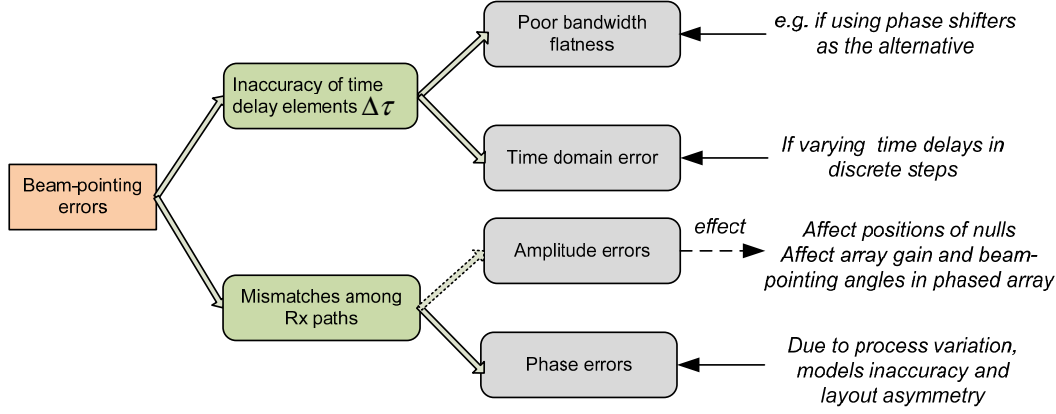 Beam-pointing
errors
Inaccuracy of time
delay elements Δτ
Mismatches among
Rx paths
Poor bandwidth
flatness
e.g. if using phase shifters
as the alternative
Time domain error
If varying time delays in
discrete steps
Amplitude errors
effect
Affect positions of nulls
Affect array gain and beam-
pointing angles in phased array
Phase errors
Due to process variation,
models inaccuracy and
layout asymmetry